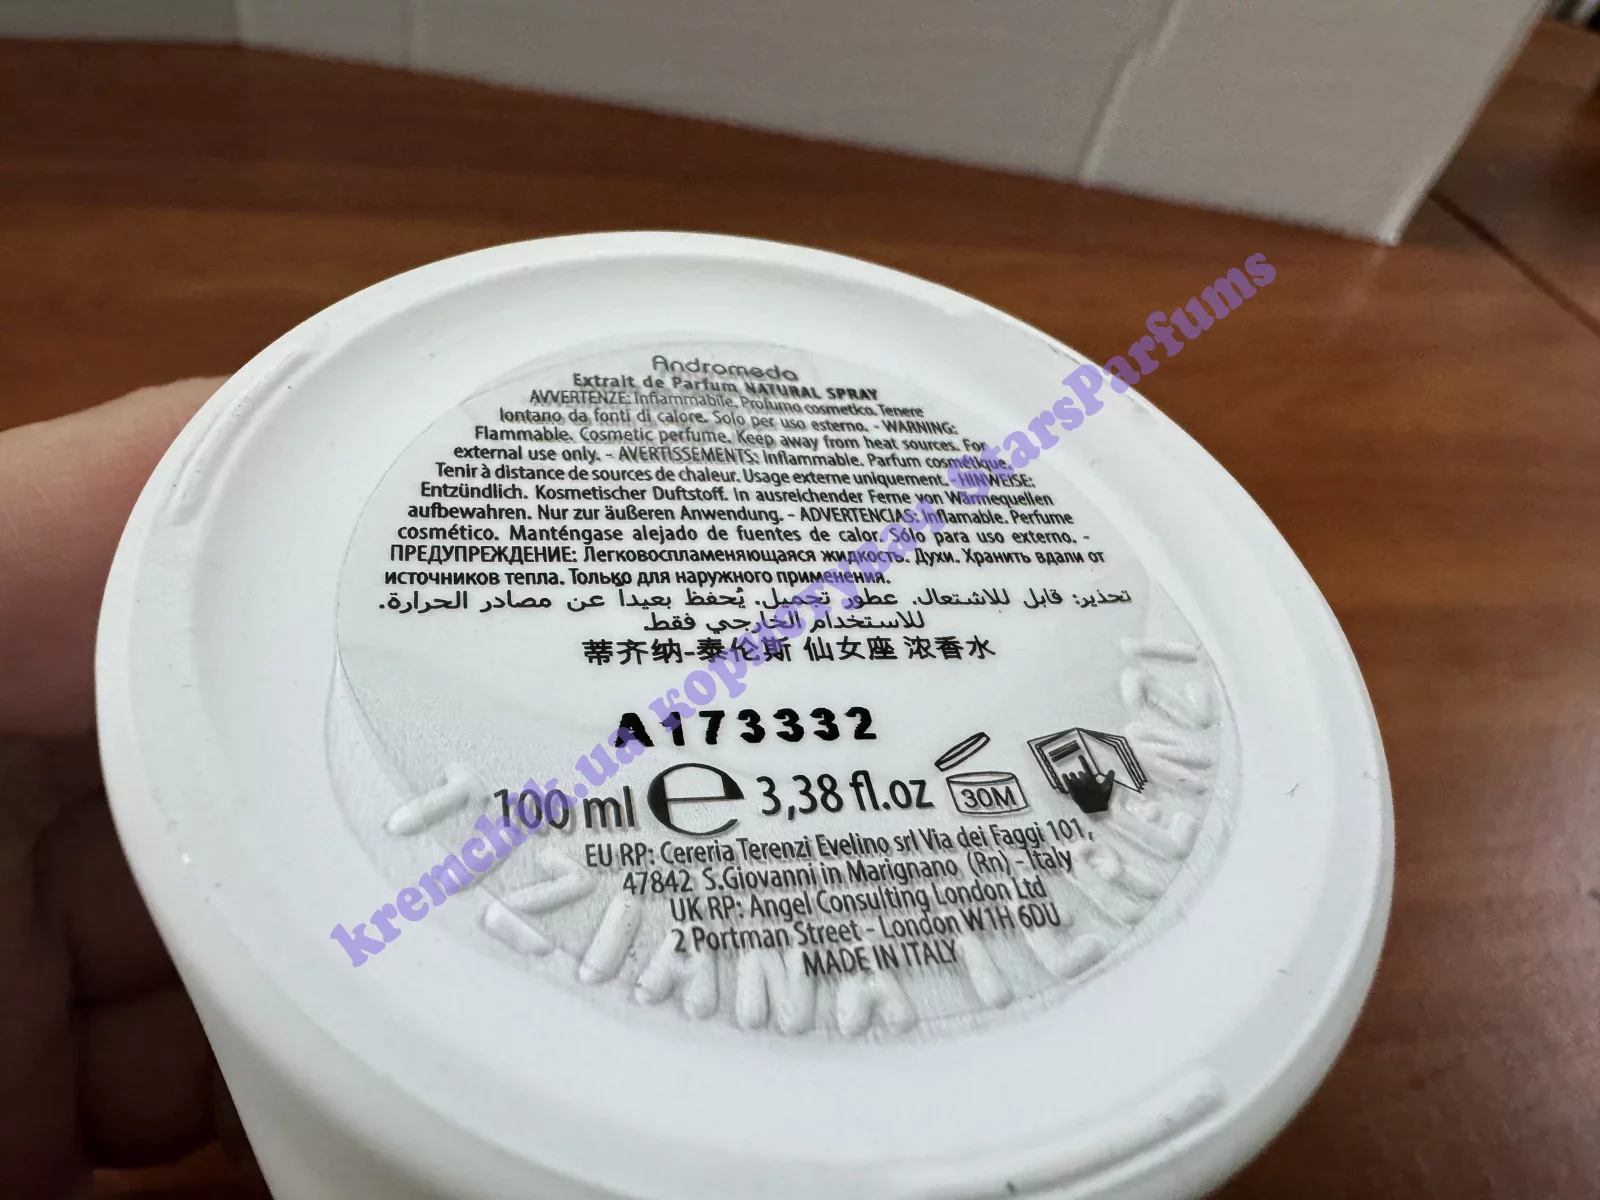 Andromeda
Extrait de Parfum NATURAL SPRAY
AVVERTENZE: Infiammabile. Profumo cosmetico. Tenere
lontano da fonti di calore. Solo per uso esterno. - WARNING:
Flammable. Cosmetic perfume. Keep away from heat sources. For
external use only. - AVERTISSEMENTS: Inflammable. Parfum cosmétique.
Tenir à distance de sources de chaleur. Usage externe uniquement. - HINWEISE:
Entzündlich. Kosmetischer Duftstoff. In ausreichender Ferne von Wärmequellen
aufbewahren. Nur zur äußeren Anwendung. - ADVERTENCIAS: Inflamable. Perfume
cosmético. Manténgase alejado de fuentes de calor. Sólo para uso externo. -
ПРЕДУПРЕЖДЕНИЕ: Легковоспламеняющаяся жидкость. Духи. Хранить вдали от
источников тепла. Только для наружного применения.
تحذير: قابل للاشتعال. عطور تجميل. يُحفظ بعيدا عن مصادر الحرارة.
للاستخدام الخارجي فقط.
蒂齐纳-泰伦斯 仙女座 浓香水
A173332
100 ml e 3,38 fl.oz 30M
EU RP: Cereria Terenzi Evelino srl Via dei Faggi 101,
47842 S.Giovanni in Marignano (Rn) - Italy
UK RP: Angel Consulting London Ltd
2 Portman Street - London W1H 6DU
MADE IN ITALY
TIZIANA TERENZI
kremchik.ua користувач StarsParfums